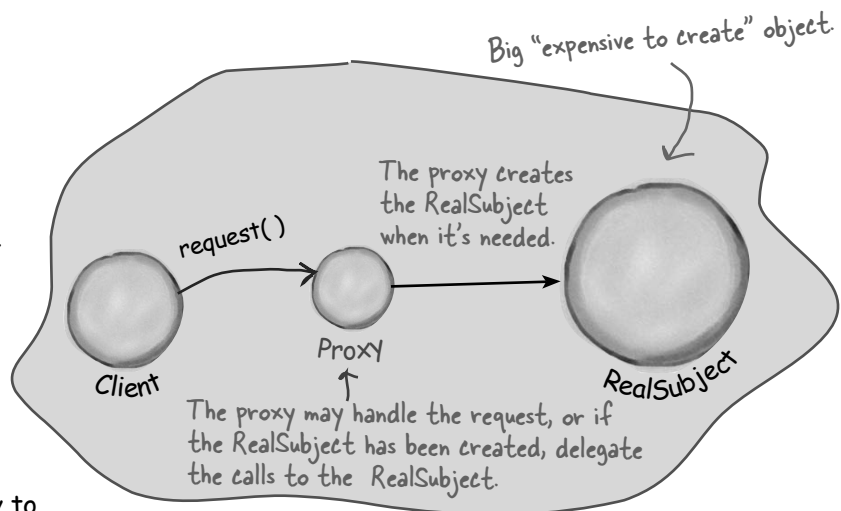 Big “expensive to create” object.
The proxy creates
the RealSubject
when it’s needed.
request()
Client
Proxy
RealSubject
The proxy may handle the request, or if
the RealSubject has been created, delegate
the calls to the RealSubject.
to